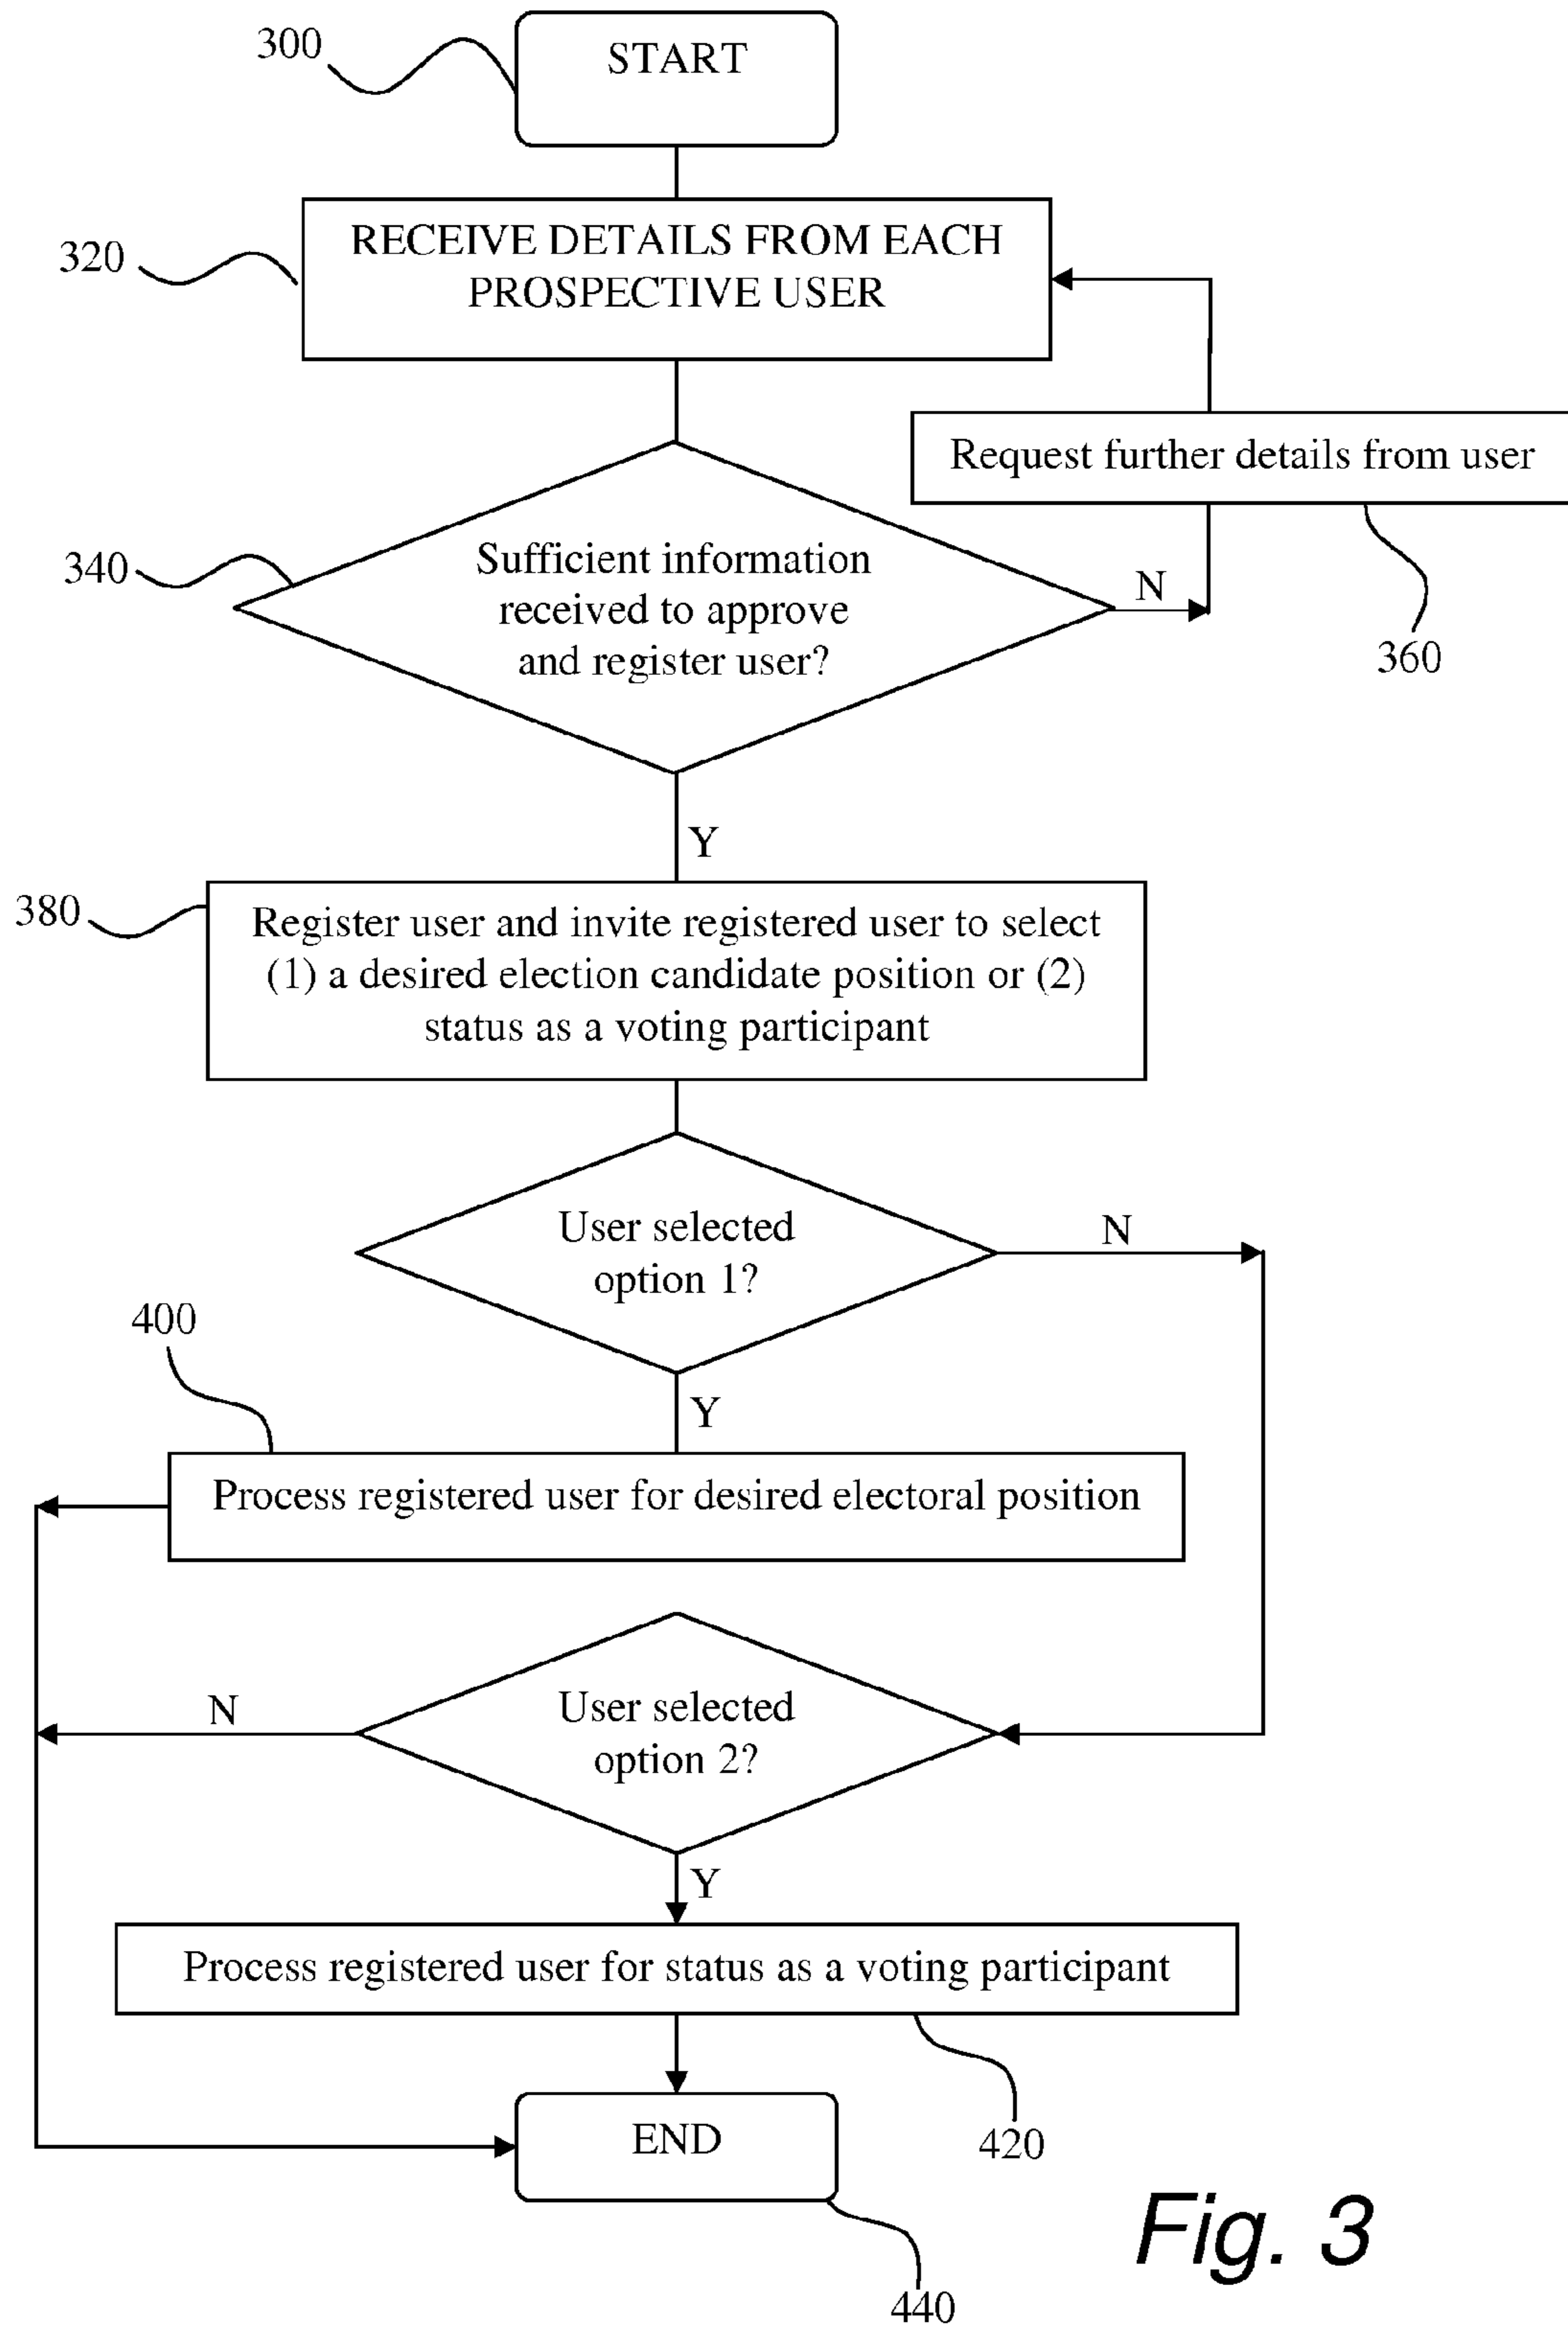 300
START
320
RECEIVE DETAILS FROM EACH
PROSPECTIVE USER
Request further details from user
340
Sufficient information
received to approve
and register user?
N
360
Y
380
Register user and invite registered user to select
(1) a desired election candidate position or (2)
status as a voting participant
User selected
option 1?
N
400
Y
Process registered user for desired electoral position
User selected
option 2?
N
Y
Process registered user for status as a voting participant
END
420
440
Fig. 3